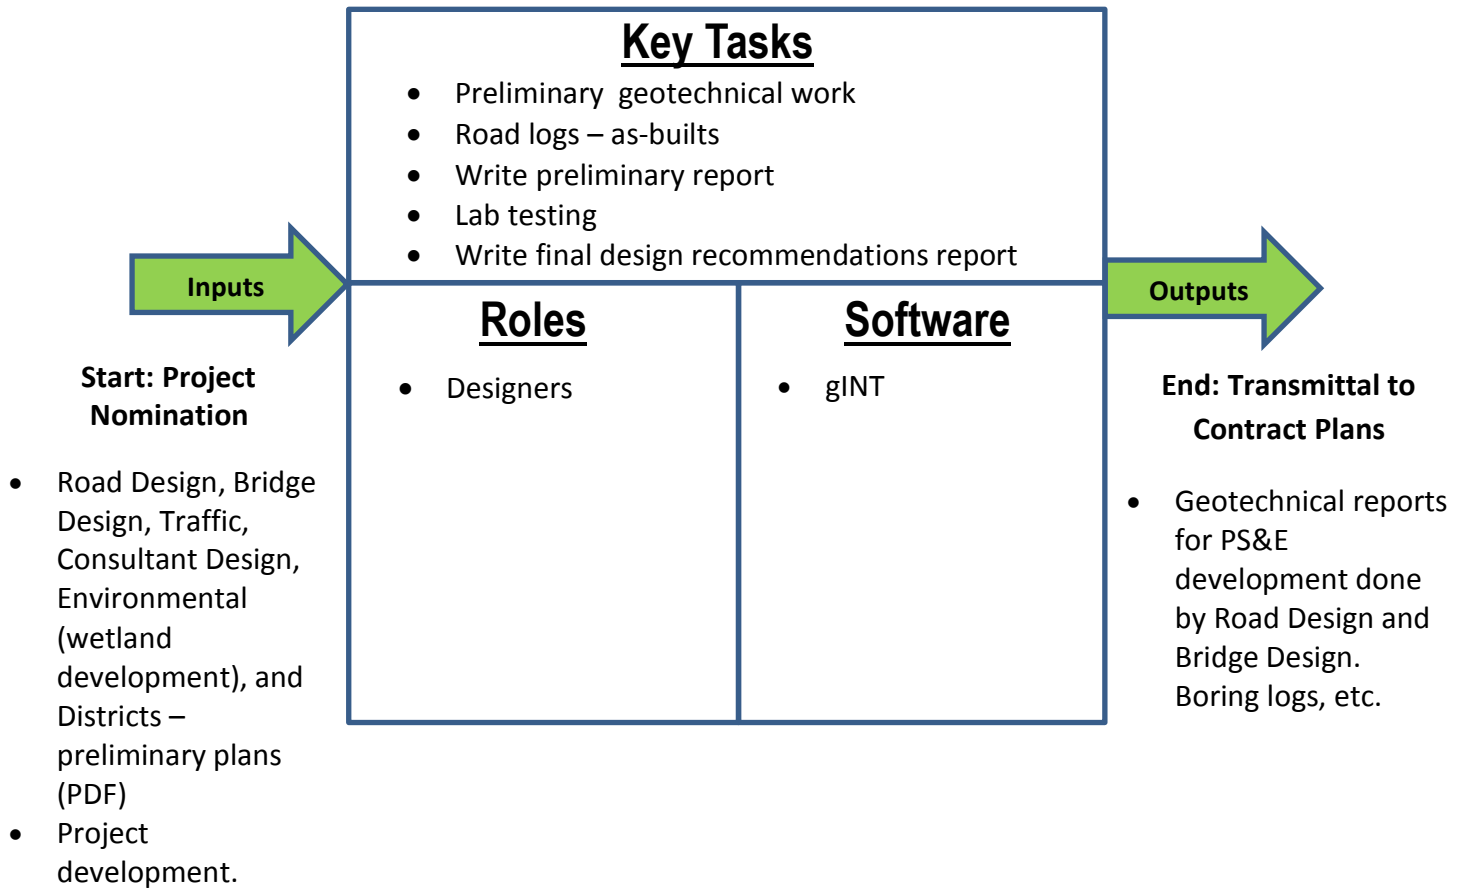 Key Tasks
• Preliminary  geotechnical work
• Road logs – as-builts
• Write preliminary report
• Lab testing
• Write final design recommendations report
Inputs
Start: Project
Nomination
• Road Design, Bridge
Design, Traffic,
Consultant Design,
Environmental
(wetland
development), and
Districts –
preliminary plans
(PDF)
• Project
development.
Roles
• Designers
Software
• gINT
Outputs
End: Transmittal to
Contract Plans
• Geotechnical reports
for PS&E
development done
by Road Design and
Bridge Design.
Boring logs, etc.